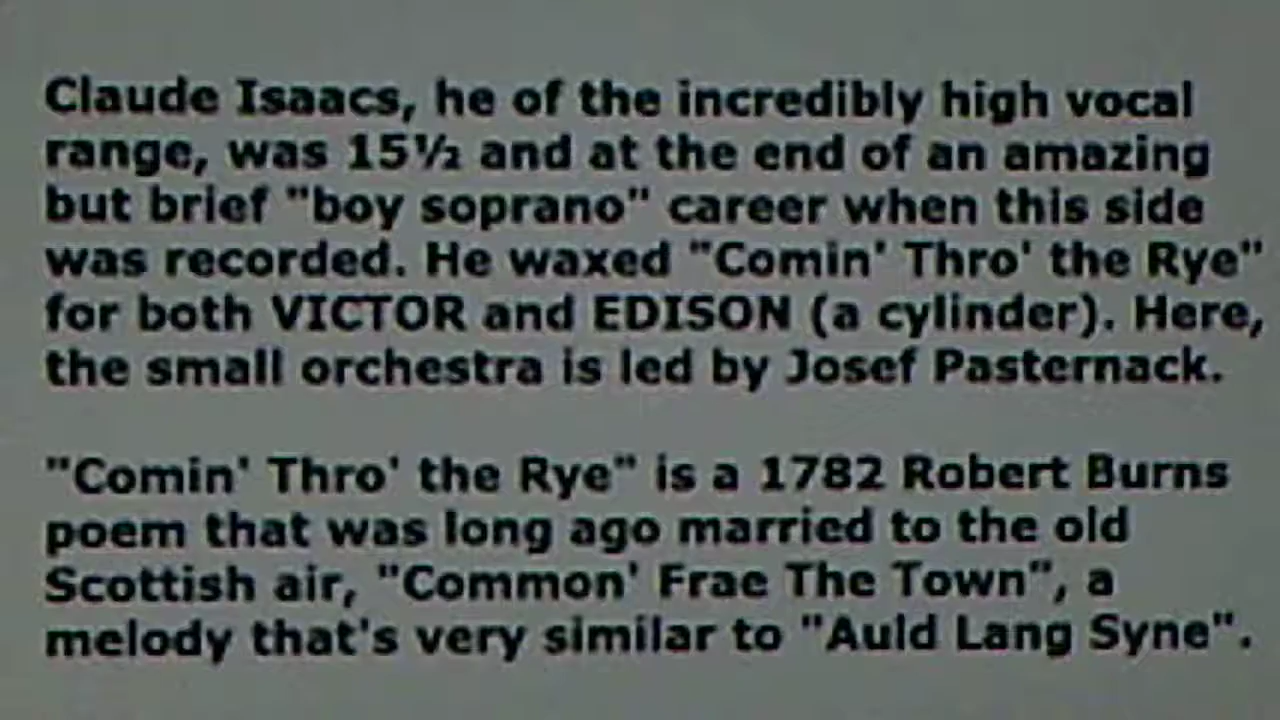 Claude Isaacs, he of the incredibly high vocal
range, was 15½ and at the end of an amazing
but brief "boy soprano" career when this side
was recorded. He waxed "Comin' Thro' the Rye"
for both VICTOR and EDISON (a cylinder). Here,
the small orchestra is led by Josef Pasternack.
"Comin' Thro' the Rye" is a 1782 Robert Burns
poem that was long ago married to the old
Scottish air, "Common' Frae The Town", a
melody that's very similar to "Auld Lang Syne".